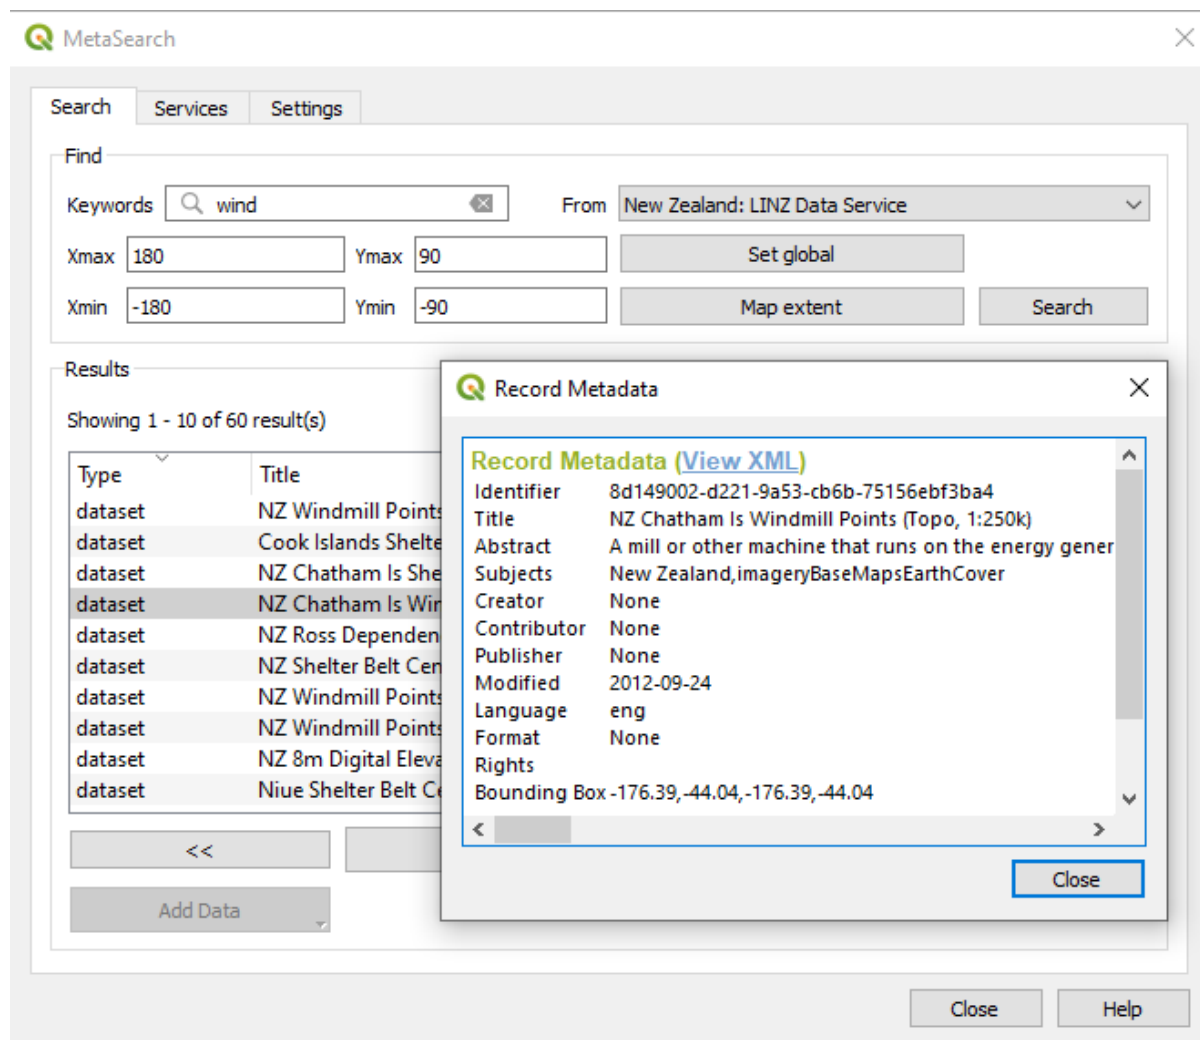 MetaSearch
Search Services Settings
Find
Keywords wind From New Zealand: LINZ Data Service
Xmax 180 Ymax 90 Set global
Xmin -180 Ymin -90 Map extent Search
Results
Showing 1 - 10 of 60 result(s)
Type Title
dataset NZ Windmill Points
dataset Cook Islands Shelte
dataset NZ Chatham Is She
dataset NZ Chatham Is Wir
dataset NZ Ross Dependen
dataset NZ Shelter Belt Cen
dataset NZ Windmill Points
dataset NZ Windmill Points
dataset NZ 8m Digital Eleva
dataset Niue Shelter Belt Ce
<<
Add Data
Record Metadata
Record Metadata (View XML)
Identifier 8d149002-d221-9a53-cb6b-75156ebf3ba4
Title NZ Chatham Is Windmill Points (Topo, 1:250k)
Abstract A mill or other machine that runs on the energy gener
Subjects New Zealand,imageryBaseMapsEarthCover
Creator None
Contributor None
Publisher None
Modified 2012-09-24
Language eng
Format None
Rights
Bounding Box -176.39,-44.04,-176.39,-44.04
Close
Close Help